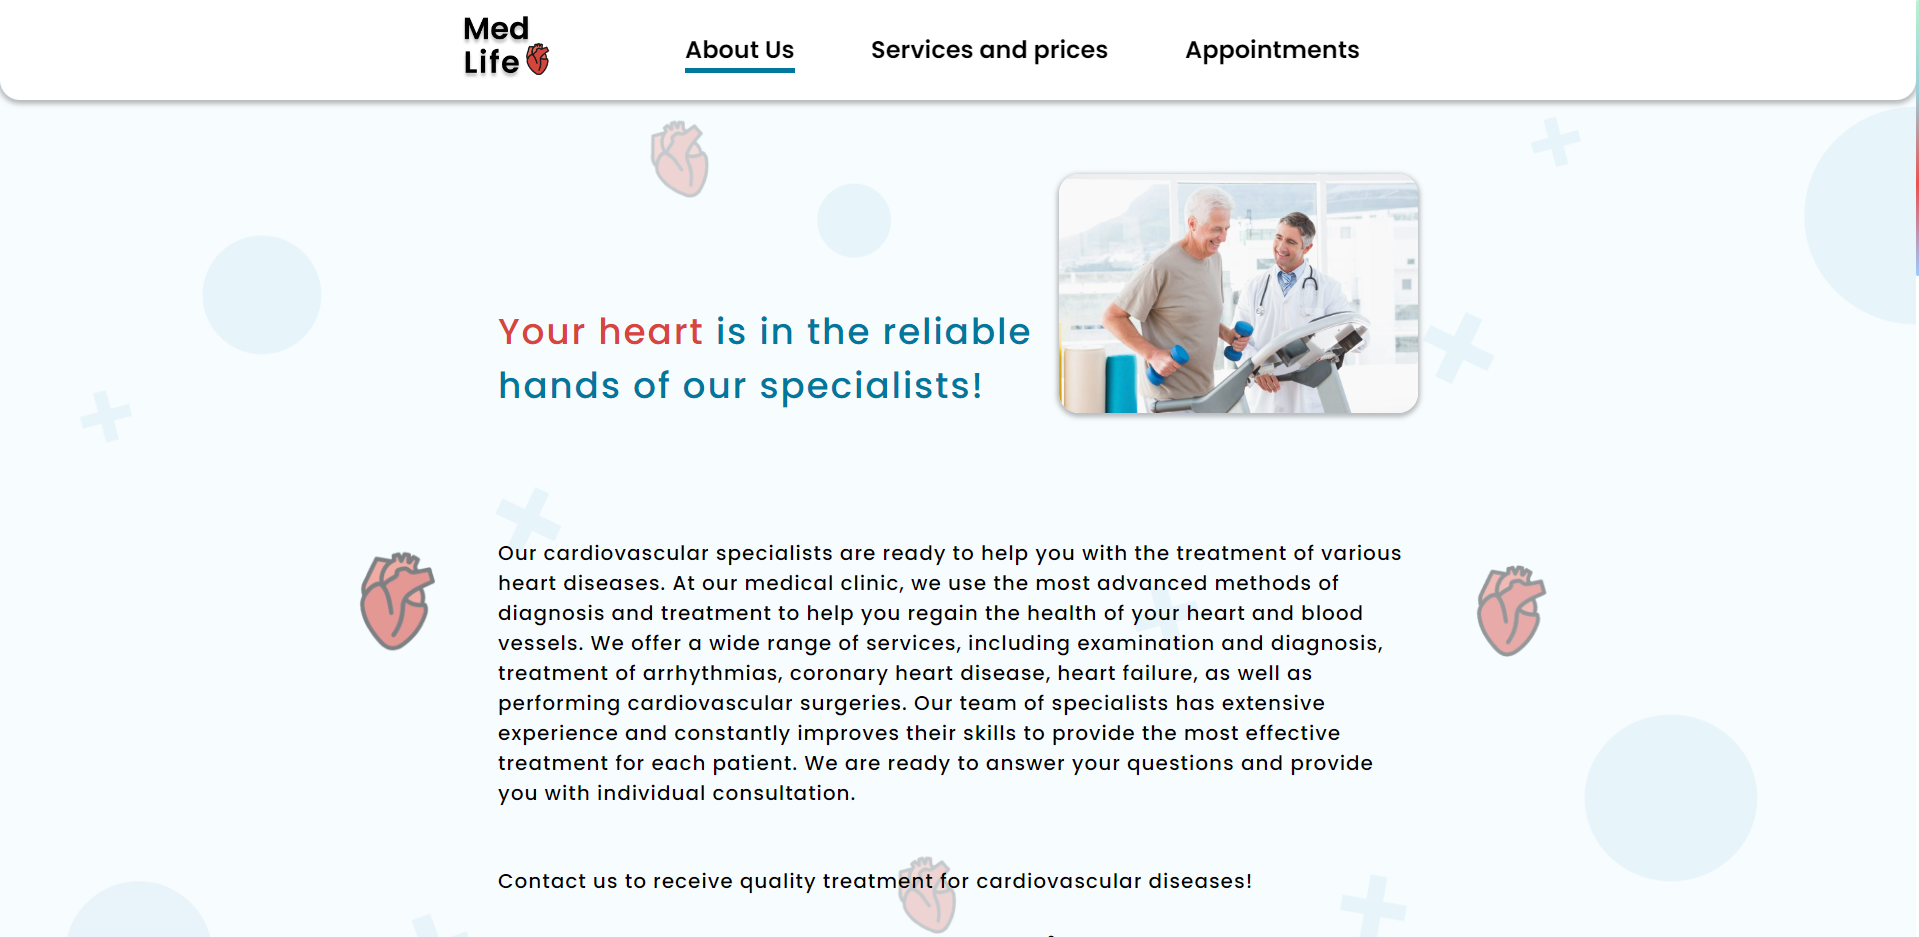 Med
Life
About Us
Services and prices
Appointments
Your heart is in the reliable
hands of our specialists!
Our cardiovascular specialists are ready to help you with the treatment of various
heart diseases. At our medical clinic, we use the most advanced methods of
diagnosis and treatment to help you regain the health of your heart and blood
vessels. We offer a wide range of services, including examination and diagnosis,
treatment of arrhythmias, coronary heart disease, heart failure, as well as
performing cardiovascular surgeries. Our team of specialists has extensive
experience and constantly improves their skills to provide the most effective
treatment for each patient. We are ready to answer your questions and provide
you with individual consultation.
Contact us to receive quality treatment for cardiovascular diseases!